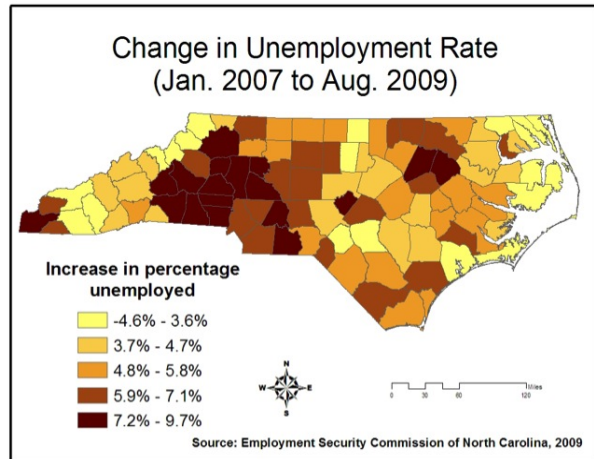 Change in Unemployment Rate
(Jan. 2007 to Aug. 2009)
Increase in percentage
unemployed
-4.6% - 3.6%
3.7% - 4.7%
4.8% - 5.8%
5.9% - 7.1%
7.2% - 9.7%
N
W
E
S
Miles
0 30 60 120
Source: Employment Security Commission of North Carolina, 2009